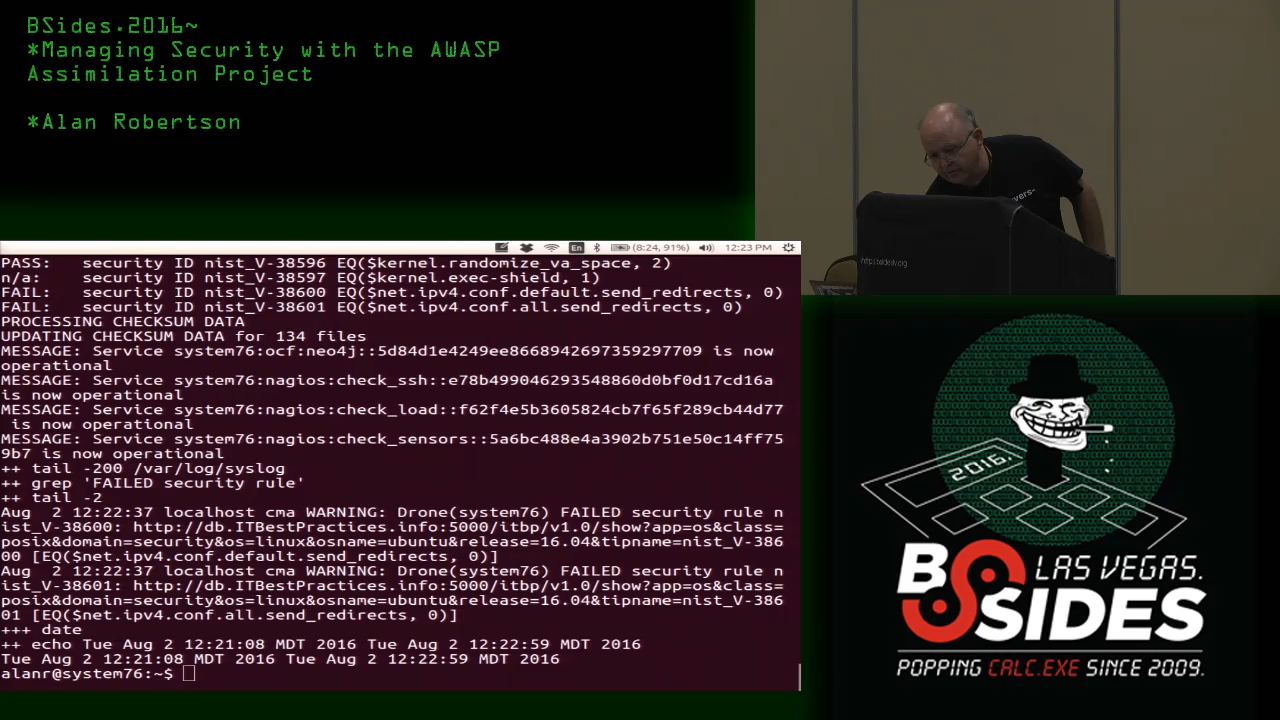 BSides.2016~
*Managing Security with the AWASP
Assimilation Project
*Alan Robertson
En (8:24, 91%) 12:23 PM
PASS:   security ID nist_V-38596 EQ($kernel.randomize_va_space, 2)
n/a:    security ID nist_V-38597 EQ($kernel.exec-shield, 1)
FAIL:   security ID nist_V-38600 EQ($net.ipv4.conf.default.send_redirects, 0)
FAIL:   security ID nist_V-38601 EQ($net.ipv4.conf.all.send_redirects, 0)
PROCESSING CHECKSUM DATA
UPDATING CHECKSUM DATA for 134 files
MESSAGE: Service system76:ocf:neo4j::5d84d1e4249ee8668942697359297709 is now
operational
MESSAGE: Service system76:nagios:check_ssh::e78b499046293548860d0bf0d17cd16a
is now operational
MESSAGE: Service system76:nagios:check_load::f62f4e5b3605824cb7f65f289cb44d77
 is now operational
MESSAGE: Service system76:nagios:check_sensors::5a6bc488e4a3902b751e50c14ff75
9b7 is now operational
++ tail -200 /var/log/syslog
++ grep 'FAILED security rule'
++ tail -2
Aug  2 12:22:37 localhost cma WARNING: Drone(system76) FAILED security rule n
ist_V-38600: http://db.ITBestPractices.info:5000/itbp/v1.0/show?app=os&class=
posix&domain=security&os=linux&osname=ubuntu&release=16.04&tipname=nist_V-386
00 [EQ($net.ipv4.conf.default.send_redirects, 0)]
Aug  2 12:22:37 localhost cma WARNING: Drone(system76) FAILED security rule n
ist_V-38601: http://db.ITBestPractices.info:5000/itbp/v1.0/show?app=os&class=
posix&domain=security&os=linux&osname=ubuntu&release=16.04&tipname=nist_V-386
01 [EQ($net.ipv4.conf.all.send_redirects, 0)]
+++ date
++ echo Tue Aug 2 12:21:08 MDT 2016 Tue Aug 2 12:22:59 MDT 2016
Tue Aug 2 12:21:08 MDT 2016 Tue Aug 2 12:22:59 MDT 2016
alanr@system76:~$
2016.
BSIDES
LAS VEGAS.
POPPING CALC.EXE SINCE 2009.